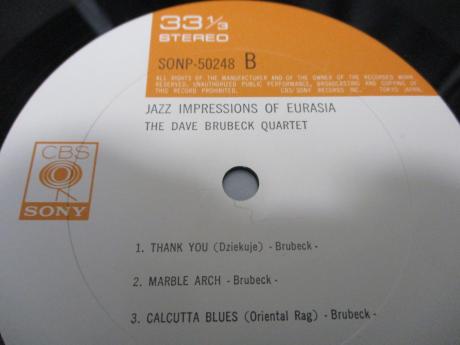 33 1/3
STEREO
SONP-50248 B
ALL RIGHTS OF THE MANUFACTURER AND OF THE OWNER OF THE RECORDED WORK
RESERVED. UNAUTHORIZED PUBLIC PERFORMANCE, BROADCASTING AND COPYING OF
THIS RECORD PROHIBITED. CBS/SONY RECORDS INC. TOKYO JAPAN.
JAZZ IMPRESSIONS OF EURASIA
THE DAVE BRUBECK QUARTET
CBS
SONY
1. THANK YOU (Dziekuje) -Brubeck-
2. MARBLE ARCH -Brubeck-
3. CALCUTTA BLUES (Oriental Rag) -Brubeck-